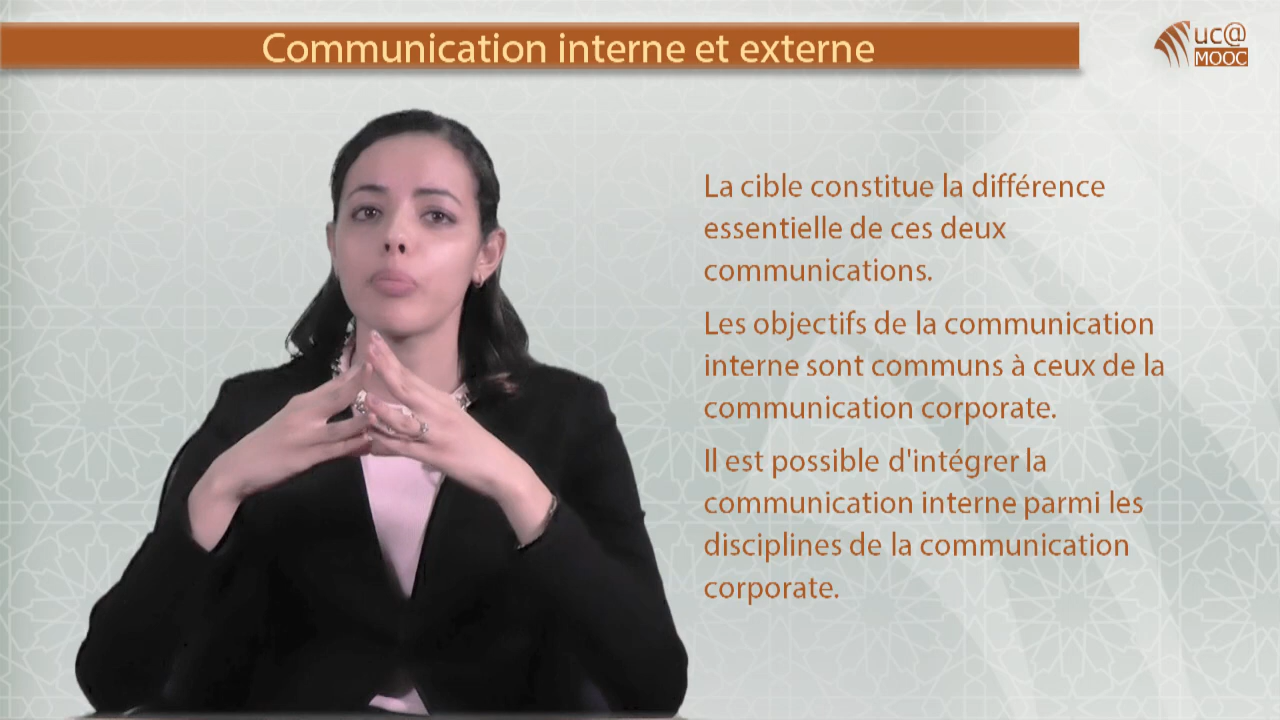 Communication interne et externe
uc@
MOOC
La cible constitue la différence
essentielle de ces deux
communications.
Les objectifs de la communication
interne sont communs à ceux de la
communication corporate.
Il est possible d'intégrer la
communication interne parmi les
disciplines de la communication
corporate.